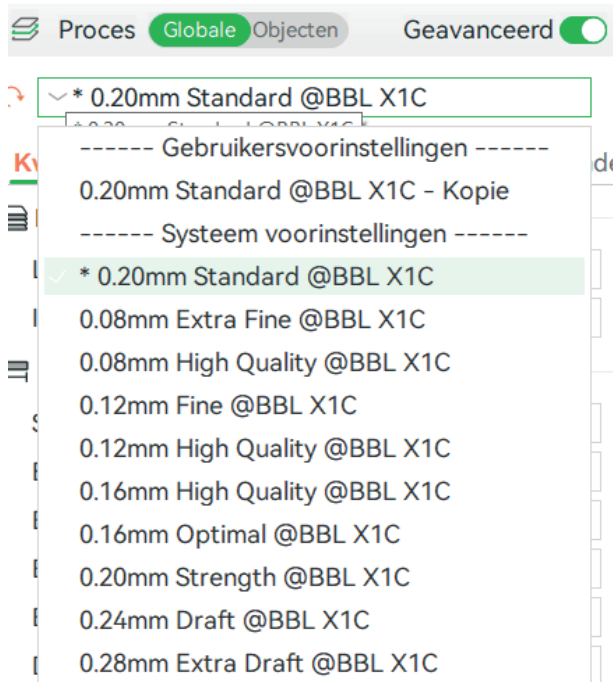 Proces Globale Objecten Geavanceerd
* 0.20mm Standard @BBL X1C
------ Gebruikersvoorinstellingen ------
0.20mm Standard @BBL X1C - Kopie
------ Systeem voorinstellingen ------
* 0.20mm Standard @BBL X1C
0.08mm Extra Fine @BBL X1C
0.08mm High Quality @BBL X1C
0.12mm Fine @BBL X1C
0.12mm High Quality @BBL X1C
0.16mm High Quality @BBL X1C
0.16mm Optimal @BBL X1C
0.20mm Strength @BBL X1C
0.24mm Draft @BBL X1C
0.28mm Extra Draft @BBL X1C